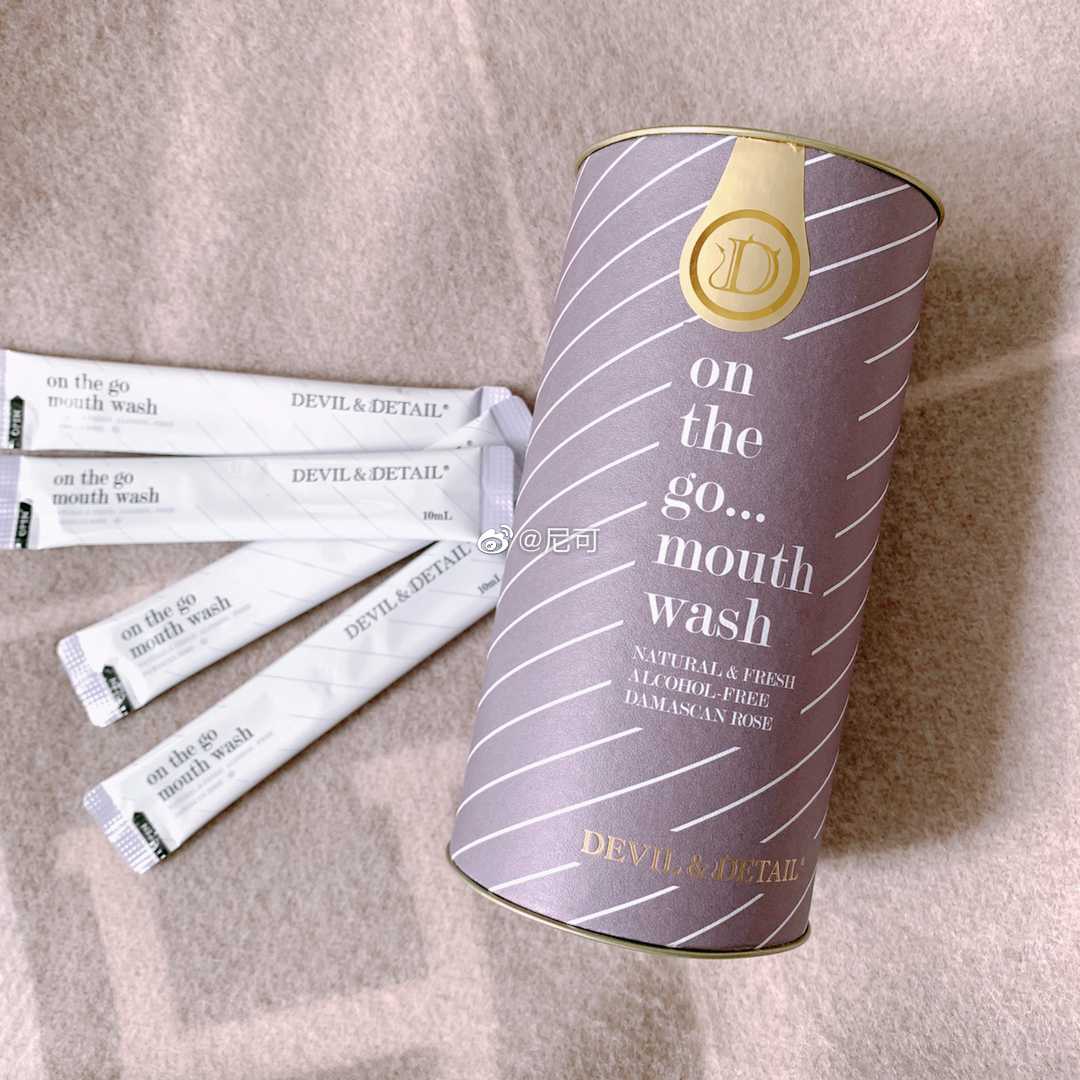 on the go
mouth wash
DEVIL & DETAIL®
OPEN
on the go
mouth wash
DEVIL & DETAIL®
10mL
OPEN
on the go
mouth wash
on the go
mouth wash
DEVIL & DETAIL
10mL
@尼可
D
on
the
go...
mouth
wash
NATURAL & FRESH
ALCOHOL-FREE
DAMASCAN ROSE
DEVIL & DETAIL®